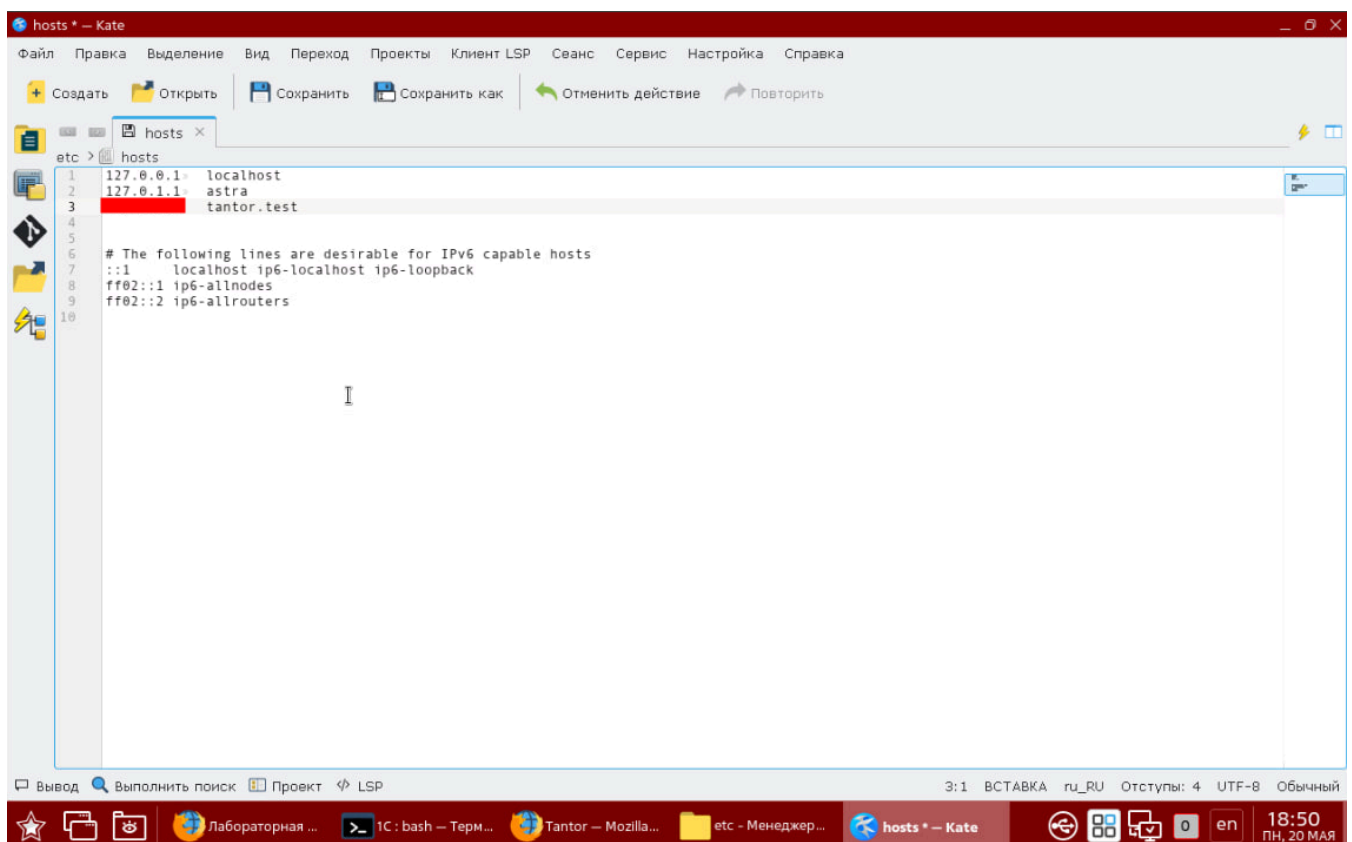 hosts * — Kate
Файл Правка Выделение Вид Переход Проекты Клиент LSP Сеанс Сервис Настройка Справка
Создать Открыть Сохранить Сохранить как Отменить действие Повторить
hosts
etc > hosts
1 127.0.0.1 localhost
2 127.0.1.1 astra
3 tantor.test
4
5
6 # The following lines are desirable for IPv6 capable hosts
7 ::1 localhost ip6-localhost ip6-loopback
8 ff02::1 ip6-allnodes
9 ff02::2 ip6-allrouters
10
Вывод Выполнить поиск Проект LSP 3:1 ВСТАВКА ru_RU Отступы: 4 UTF-8 Обычный
Лабораторная ... 1C : bash — Терм... Tantor — Mozilla... etc - Менеджер... hosts * — Kate 0 en 18:50
ПН, 20 МАЯ